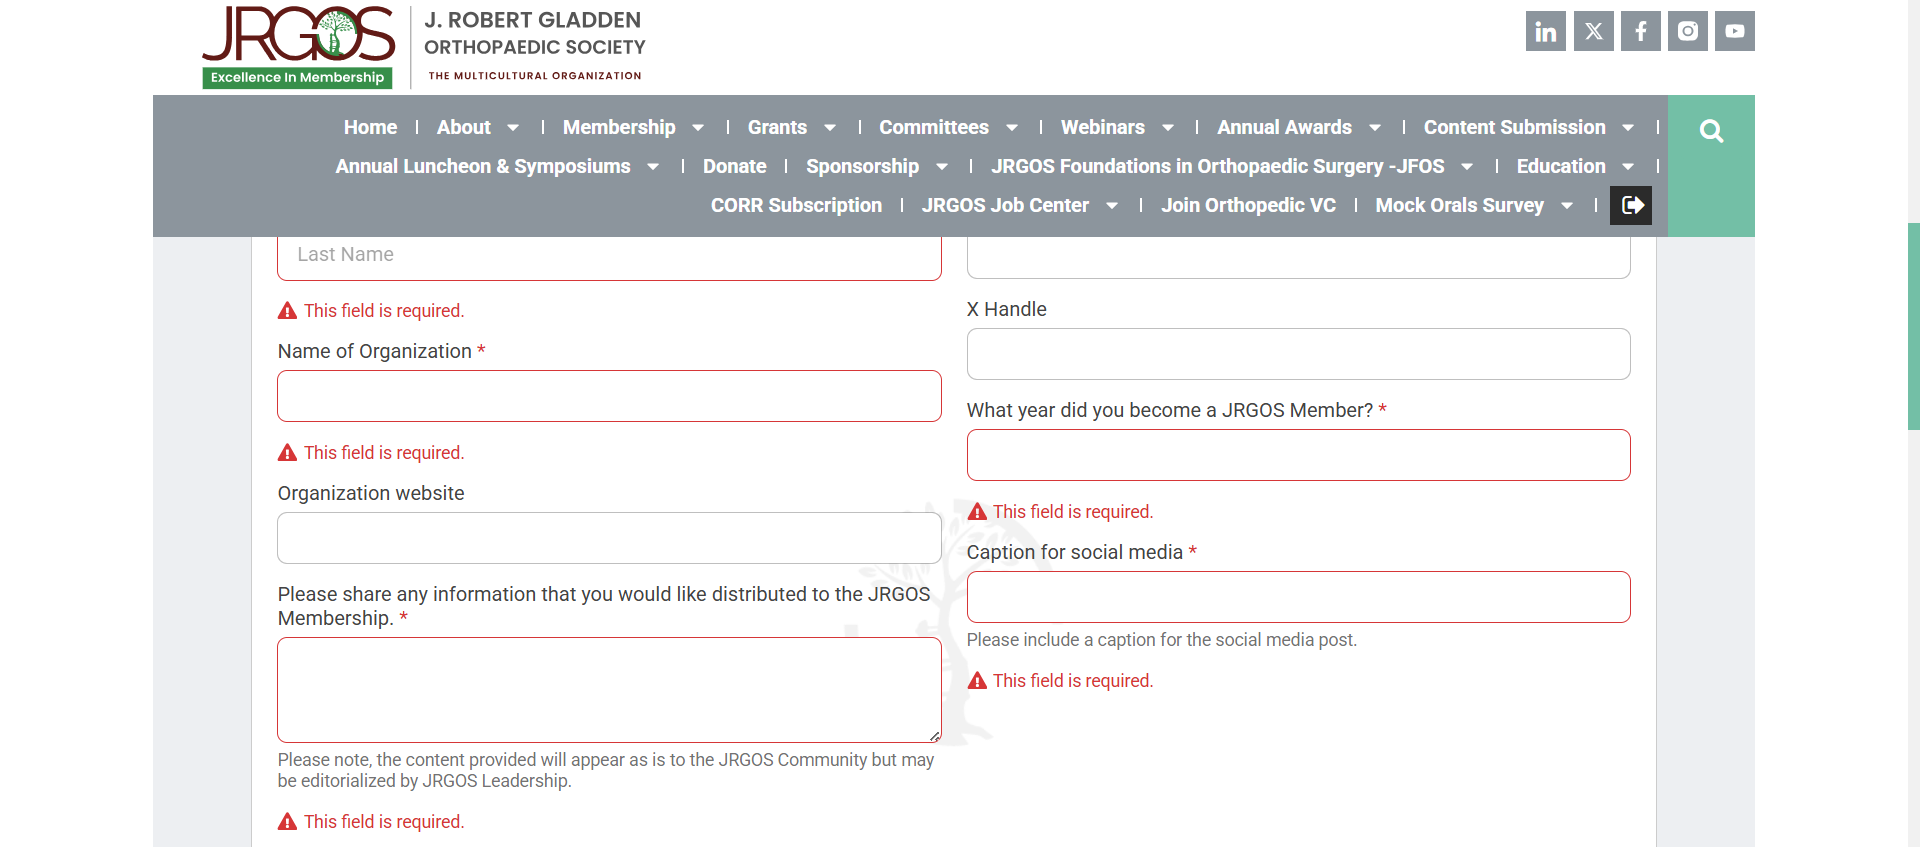 JRGOS
Excellence In Membership
J. ROBERT GLADDEN
ORTHOPAEDIC SOCIETY
THE MULTICULTURAL ORGANIZATION
Home | About | Membership | Grants | Committees | Webinars | Annual Awards | Content Submission |
Annual Luncheon & Symposiums | Donate | Sponsorship | JRGOS Foundations in Orthopaedic Surgery -JFOS | Education |
CORR Subscription | JRGOS Job Center | Join Orthopedic VC | Mock Orals Survey |
Last Name
This field is required.
Name of Organization *
This field is required.
Organization website
Please share any information that you would like distributed to the JRGOS
Membership. *
Please note, the content provided will appear as is to the JRGOS Community but may
be editorialized by JRGOS Leadership.
This field is required.
X Handle
What year did you become a JRGOS Member? *
This field is required.
Caption for social media *
Please include a caption for the social media post.
This field is required.